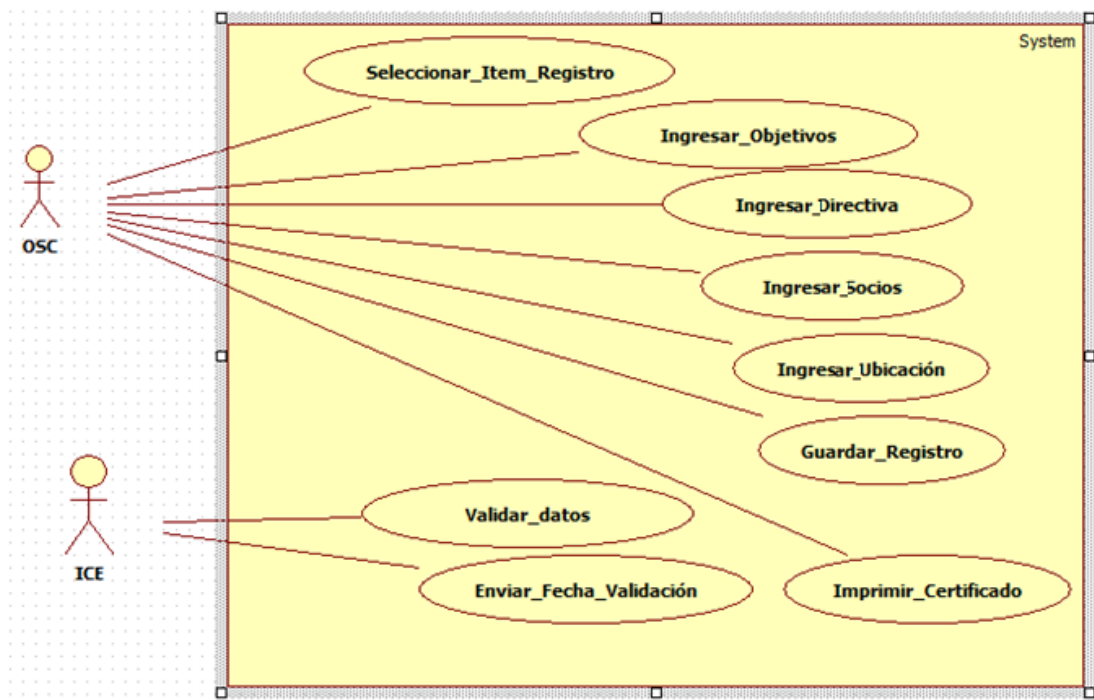 System
Seleccionar_Item_Registro
Ingresar_Objetivos
Ingresar_Directiva
OSC
Ingresar_Socios
Ingresar_Ubicación
Guardar_Registro
Validar_datos
ICE
Enviar_Fecha_Validación
Imprimir_Certificado